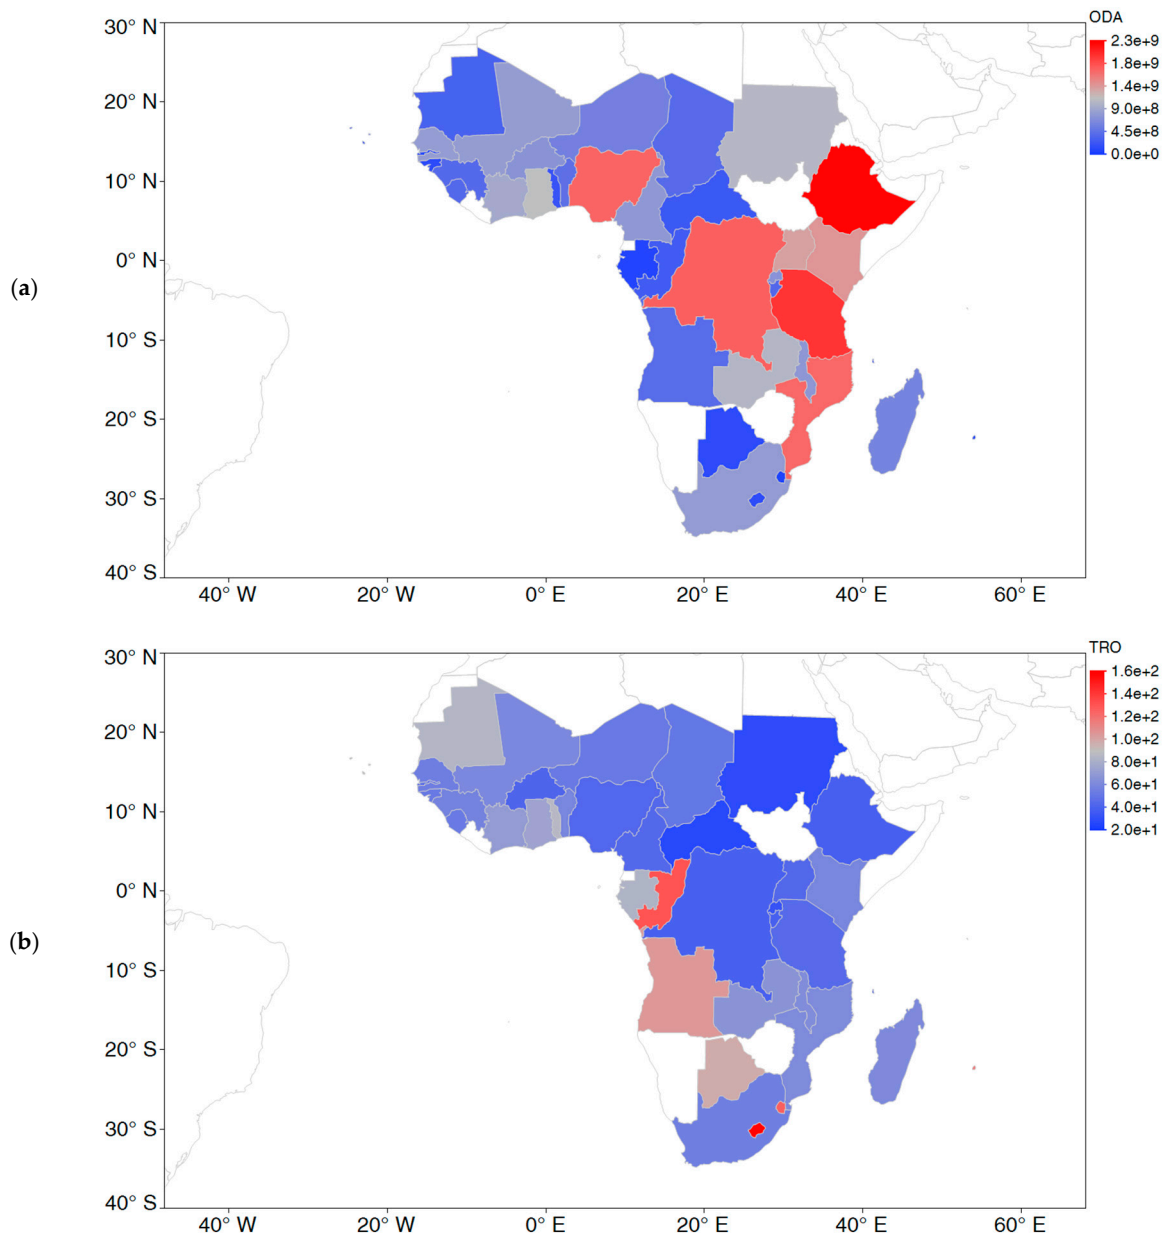 ODA
30° N
20° N
10° N
0° N
10° S
20° S
30° S
40° S
2.3e+9
1.8e+9
1.4e+9
9.0e+8
4.5e+8
0.0e+0
(a)
40° W
20° W
0° E
20° E
40° E
60° E
TRO
30° N
20° N
10° N
0° N
10° S
20° S
30° S
40° S
1.6e+2
1.4e+2
1.2e+2
1.0e+2
8.0e+1
6.0e+1
4.0e+1
2.0e+1
(b)
40° W
20° W
0° E
20° E
40° E
60° E